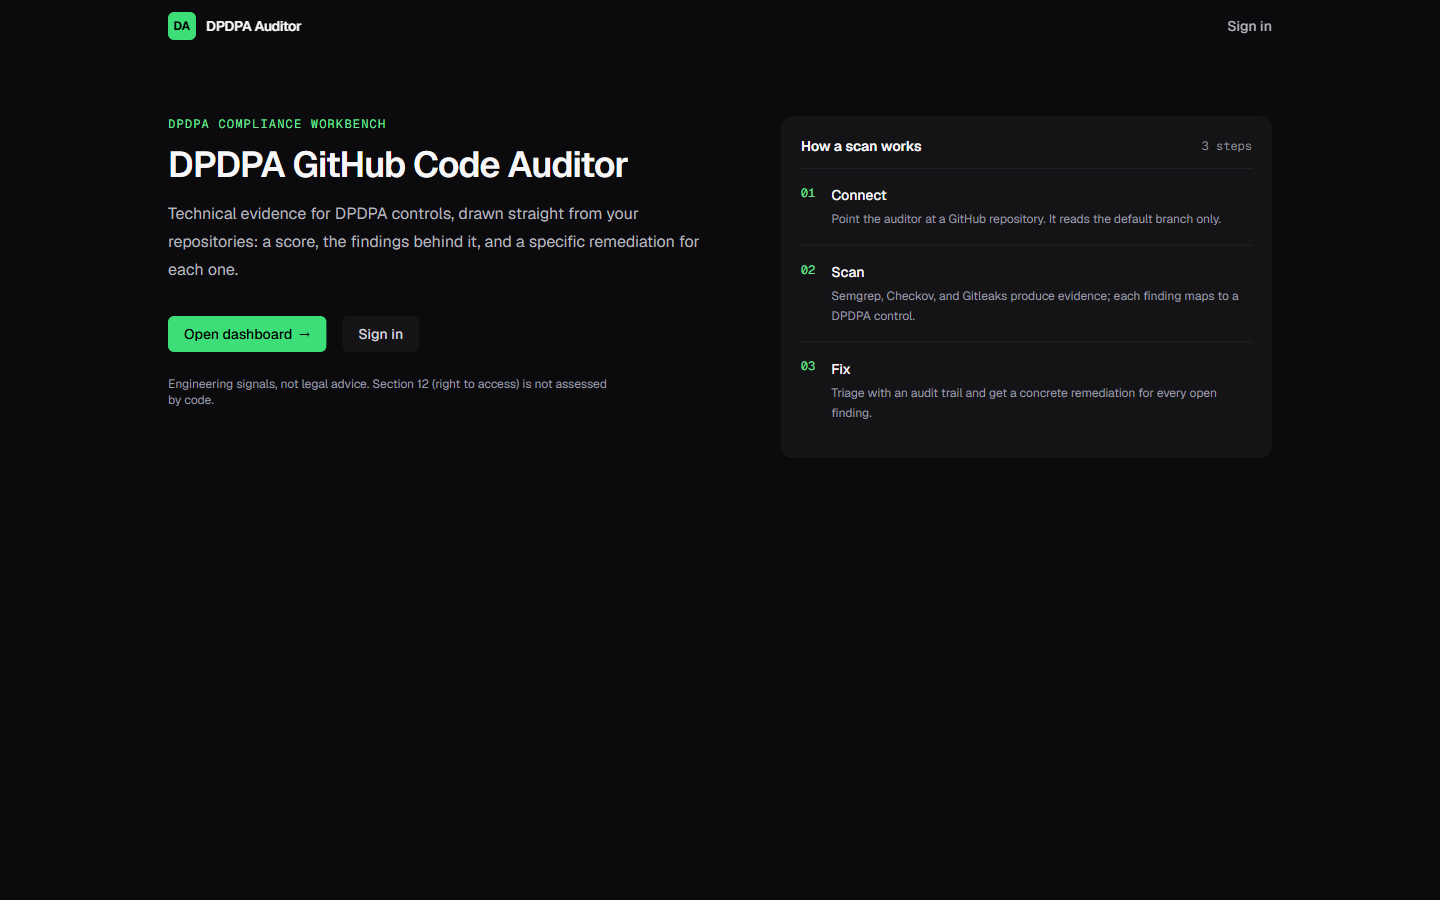 DA DPDPA Auditor
Sign in
DPDPA COMPLIANCE WORKBENCH
DPDPA GitHub Code Auditor
Technical evidence for DPDPA controls, drawn straight from your
repositories: a score, the findings behind it, and a specific remediation for
each one.
Open dashboard →
Sign in
Engineering signals, not legal advice. Section 12 (right to access) is not assessed
by code.
How a scan works
3 steps
01 Connect
Point the auditor at a GitHub repository. It reads the default branch only.
02 Scan
Semgrep, Checkov, and Gitleaks produce evidence; each finding maps to a
DPDPA control.
03 Fix
Triage with an audit trail and get a concrete remediation for every open
finding.